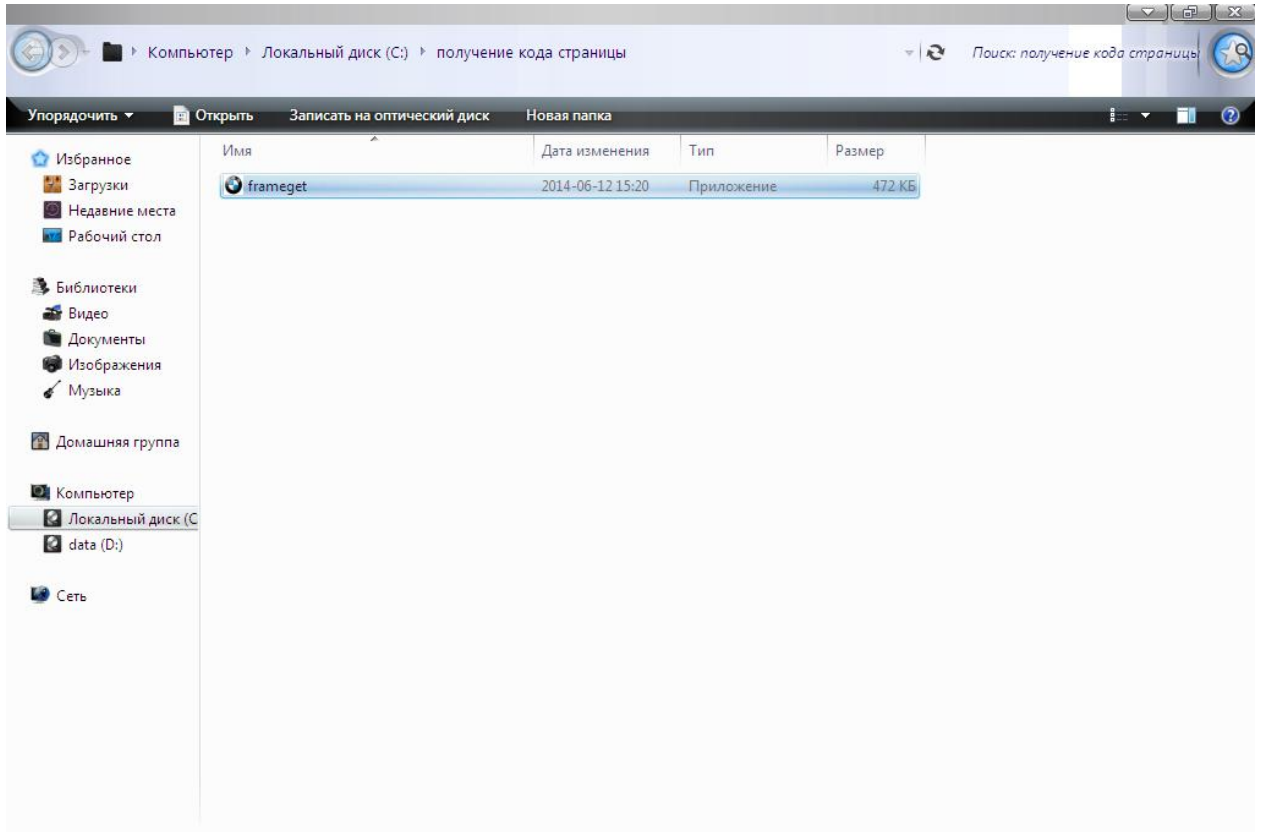 Компьютер Локальный диск (C:) получение кода страницы Поиск: получение кода страницы
Упорядочить Открыть Записать на оптический диск Новая папка
Имя Дата изменения Тип Размер
frameget 2014-06-12 15:20 Приложение 472 КБ
Избранное
Загрузки
Недавние места
Рабочий стол
Библиотеки
Видео
Документы
Изображения
Музыка
Домашняя группа
Компьютер
Локальный диск (C
data (D:)
Сеть